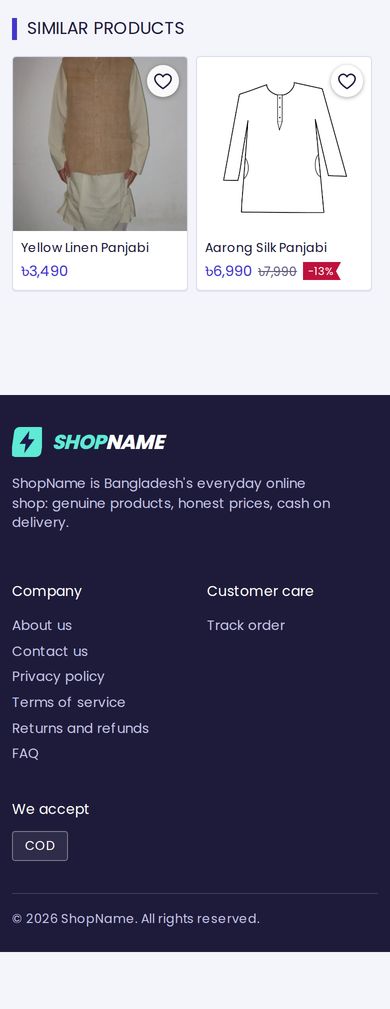 SIMILAR PRODUCTS
Yellow Linen Panjabi
৳3,490
Aarong Silk Panjabi
৳6,990 ৳7,990 -13%
SHOPNAME
ShopName is Bangladesh's everyday online
shop: genuine products, honest prices, cash on
delivery.
Company
About us
Contact us
Privacy policy
Terms of service
Returns and refunds
FAQ
Customer care
Track order
We accept
COD
© 2026 ShopName. All rights reserved.